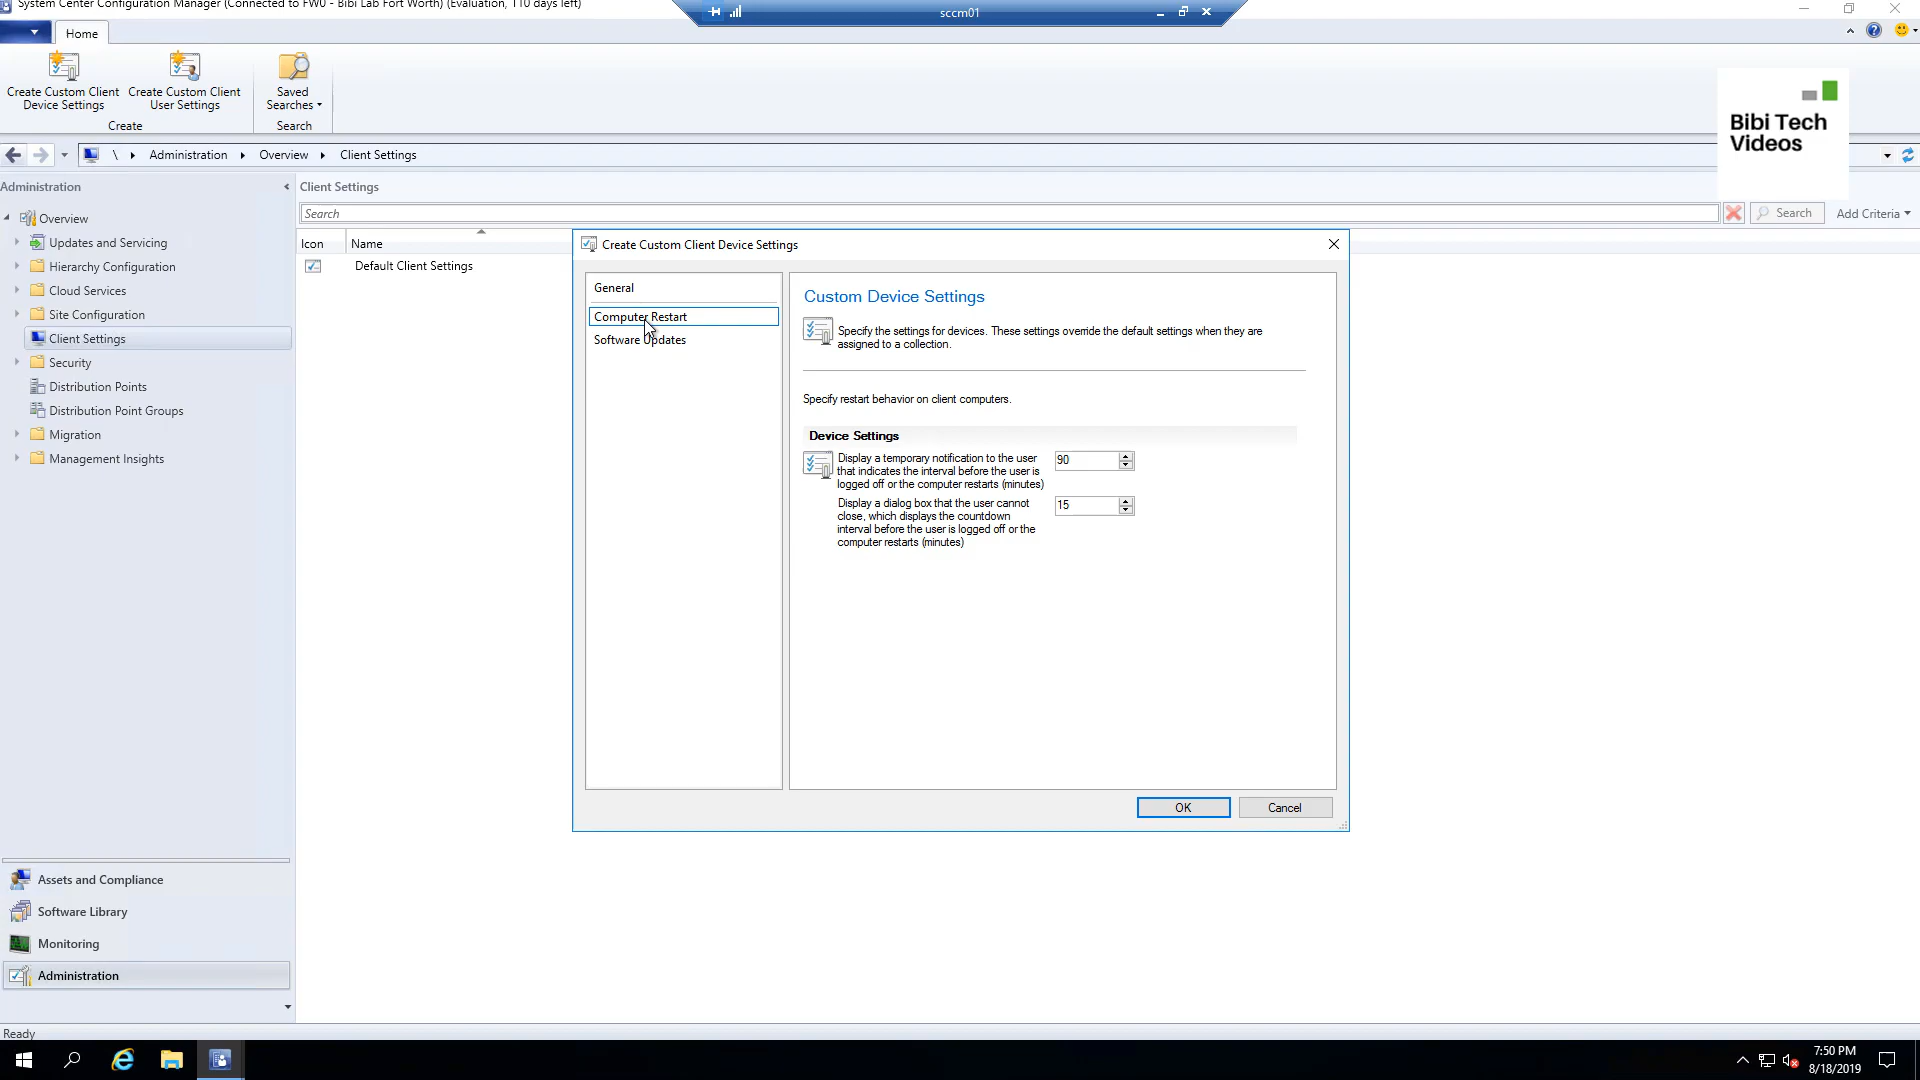 System Center Configuration Manager (Connected to FW0 - Bibi Lab Fort Worth) (Evaluation, 110 days left)
sccm01
Home
Create Custom Client Device Settings
Create Custom Client User Settings
Saved Searches
Create
Search
Bibi Tech
Videos
\ Administration Overview Client Settings
Administration
Client Settings
Search
Search
Add Criteria
Overview
Updates and Servicing
Hierarchy Configuration
Cloud Services
Site Configuration
Client Settings
Security
Distribution Points
Distribution Point Groups
Migration
Management Insights
Icon
Name
Default Client Settings
Create Custom Client Device Settings
General
Computer Restart
Software Updates
Custom Device Settings
Specify the settings for devices. These settings override the default settings when they are
assigned to a collection.
Specify restart behavior on client computers.
Device Settings
Display a temporary notification to the user
that indicates the interval before the user is
logged off or the computer restarts (minutes)
90
Display a dialog box that the user cannot
close, which displays the countdown
interval before the user is logged off or the
computer restarts (minutes)
15
OK
Cancel
Assets and Compliance
Software Library
Monitoring
Administration
Ready
7:50 PM
8/18/2019